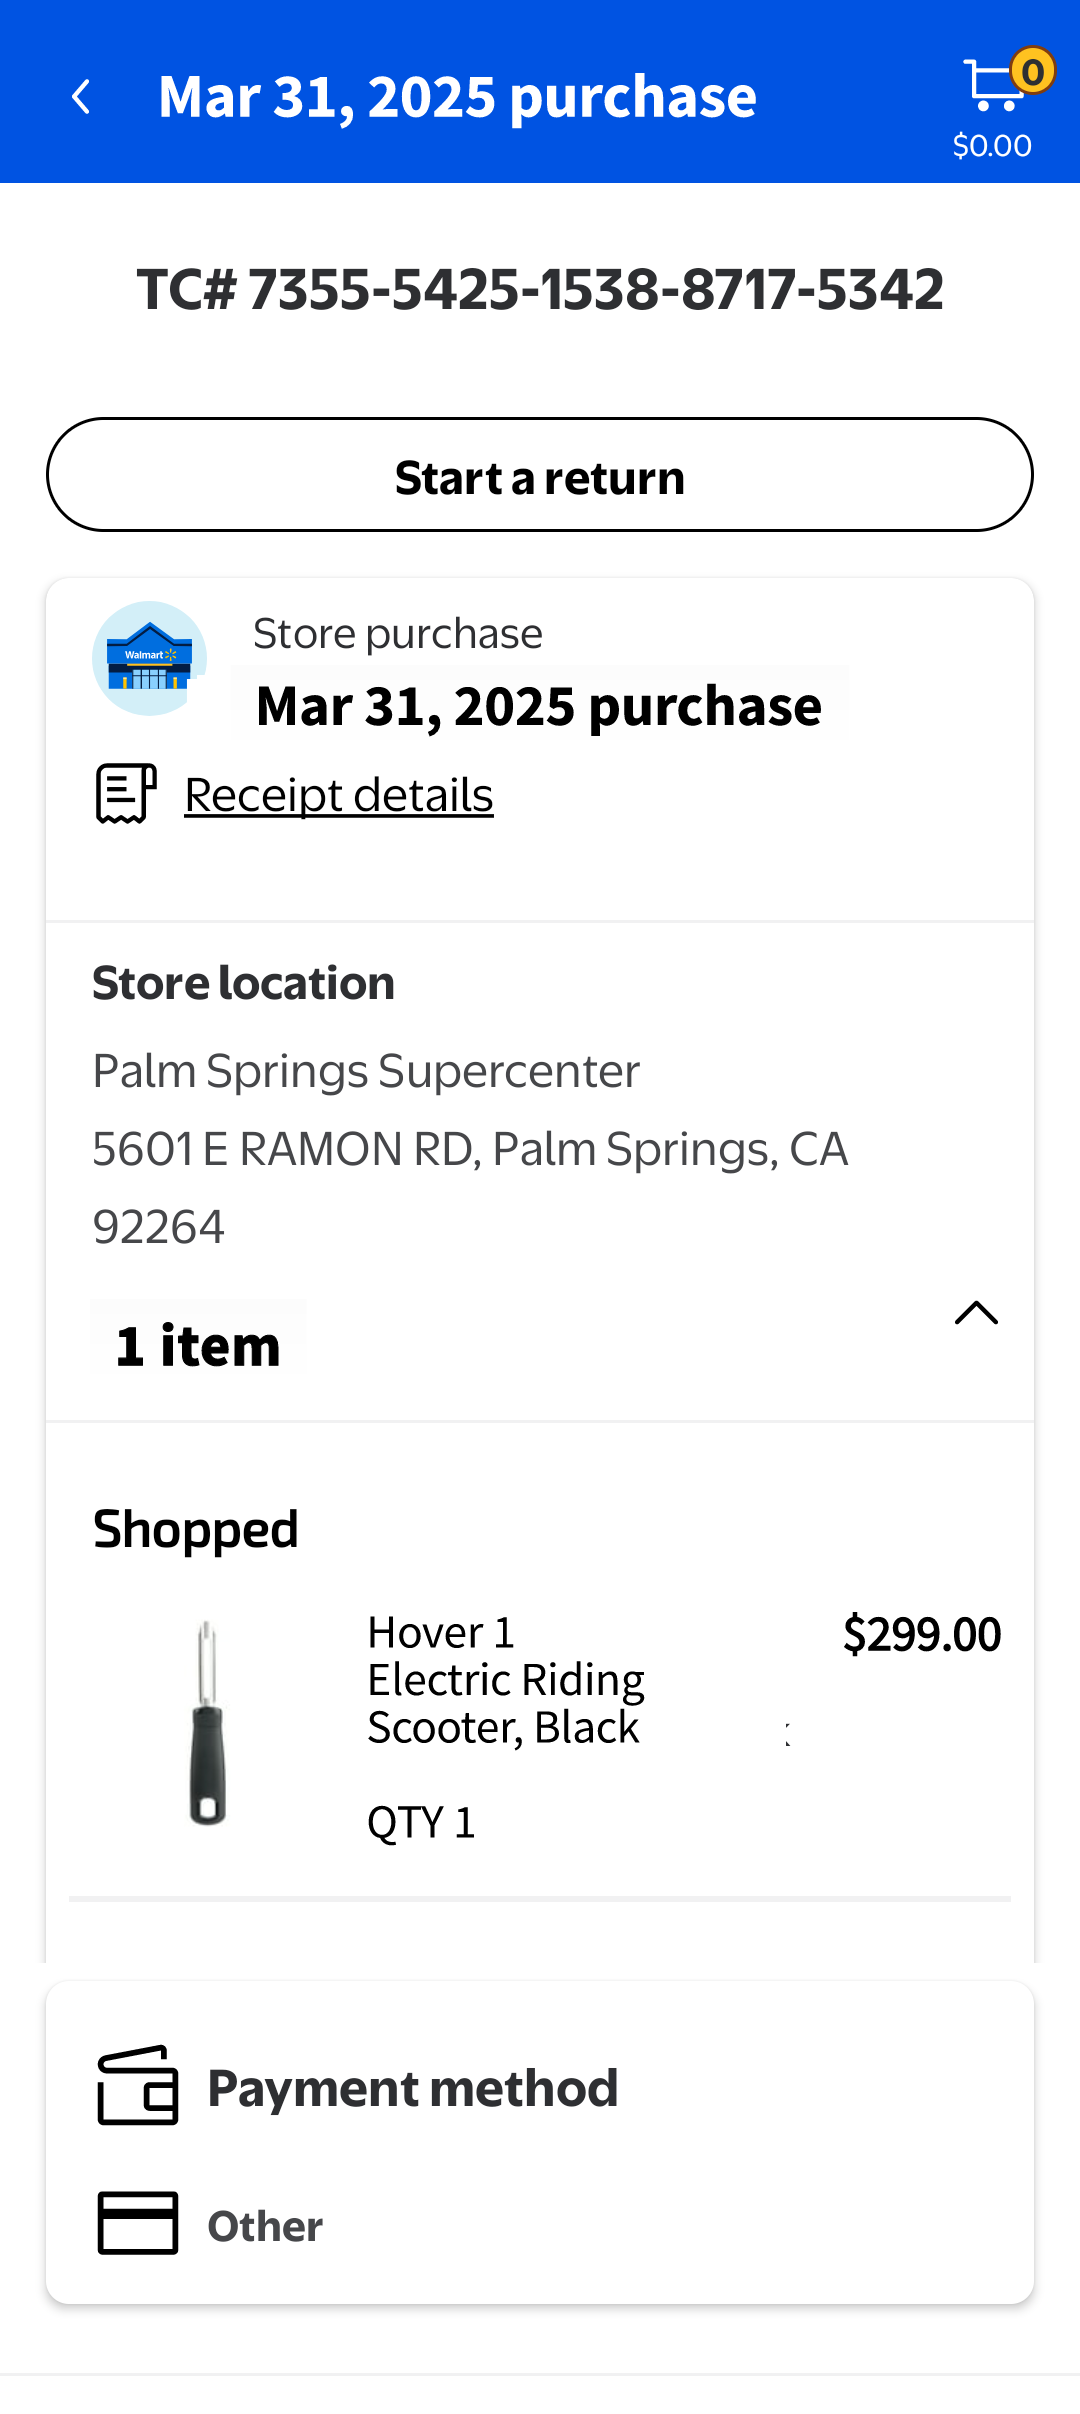 Mar 31, 2025 purchase
0
$0.00
TC# 7355-5425-1538-8717-5342
Start a return
Walmart
Store purchase
Mar 31, 2025 purchase
Receipt details
Store location
Palm Springs Supercenter
5601 E RAMON RD, Palm Springs, CA
92264
1 item
Shopped
Hover 1
$299.00
Electric Riding
Scooter, Black
QTY 1
Payment method
Other